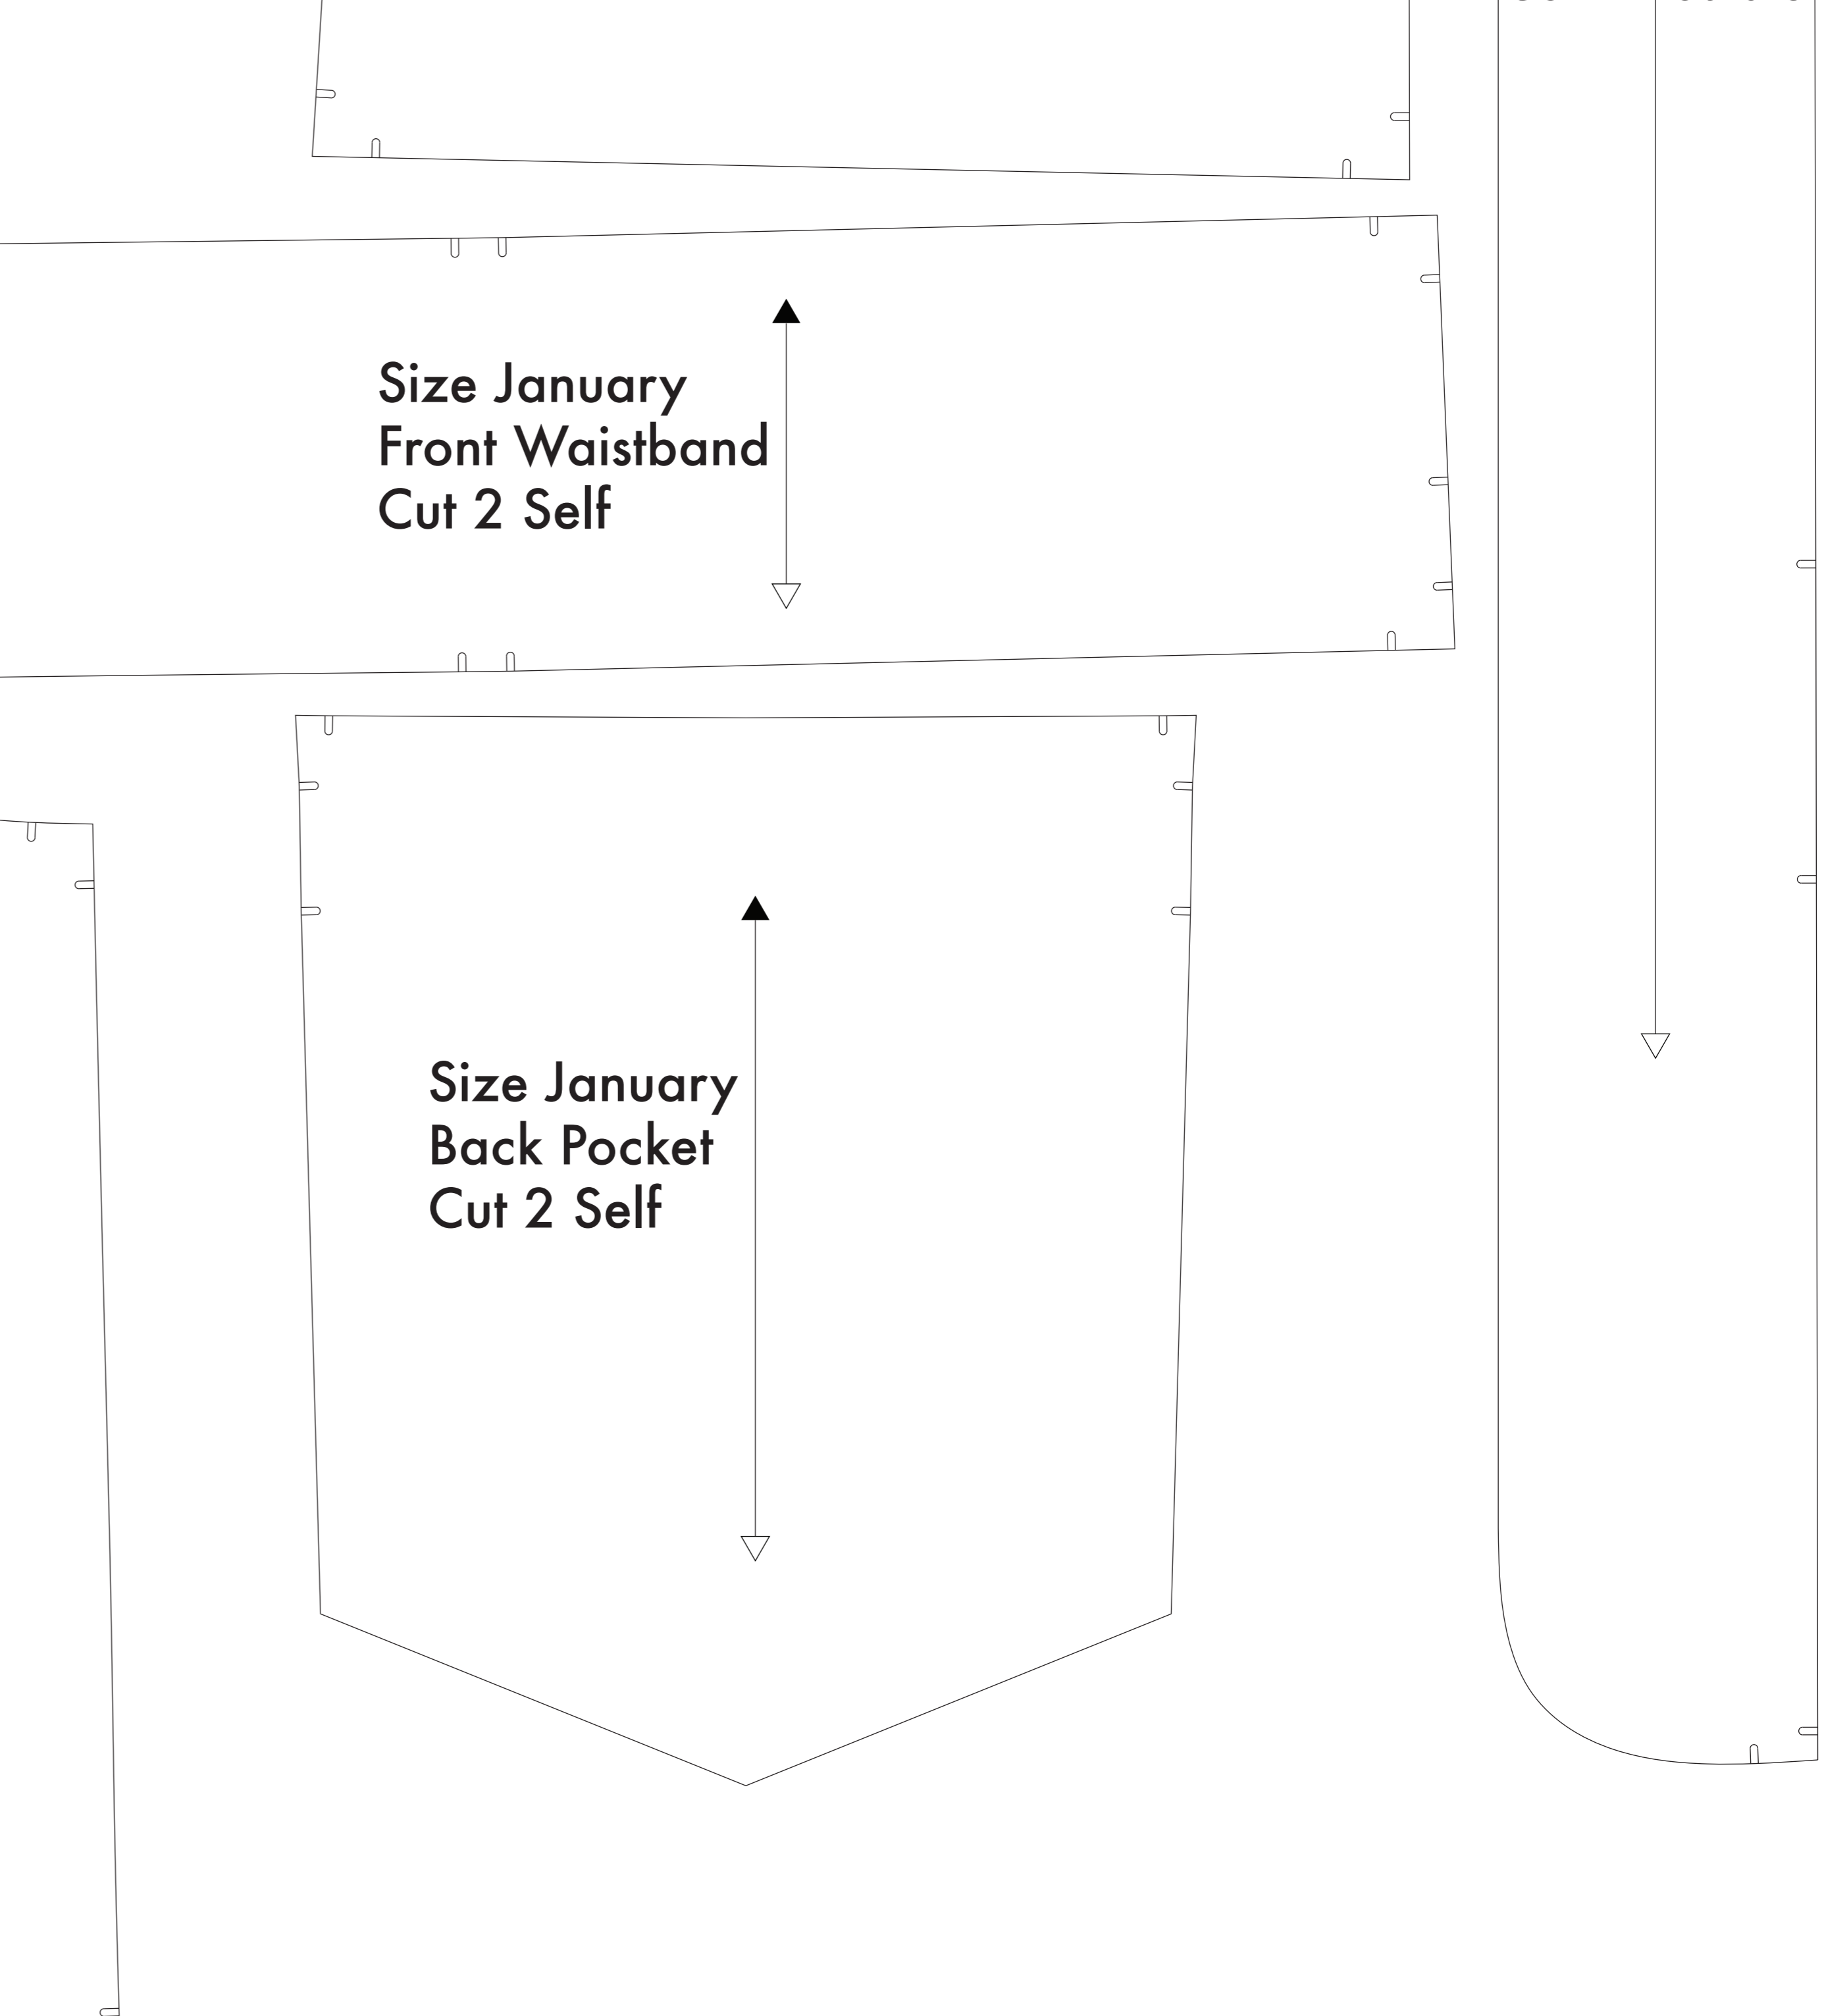 Size January
Front Waistband
Cut 2 Self
Size January
Back Pocket
Cut 2 Self